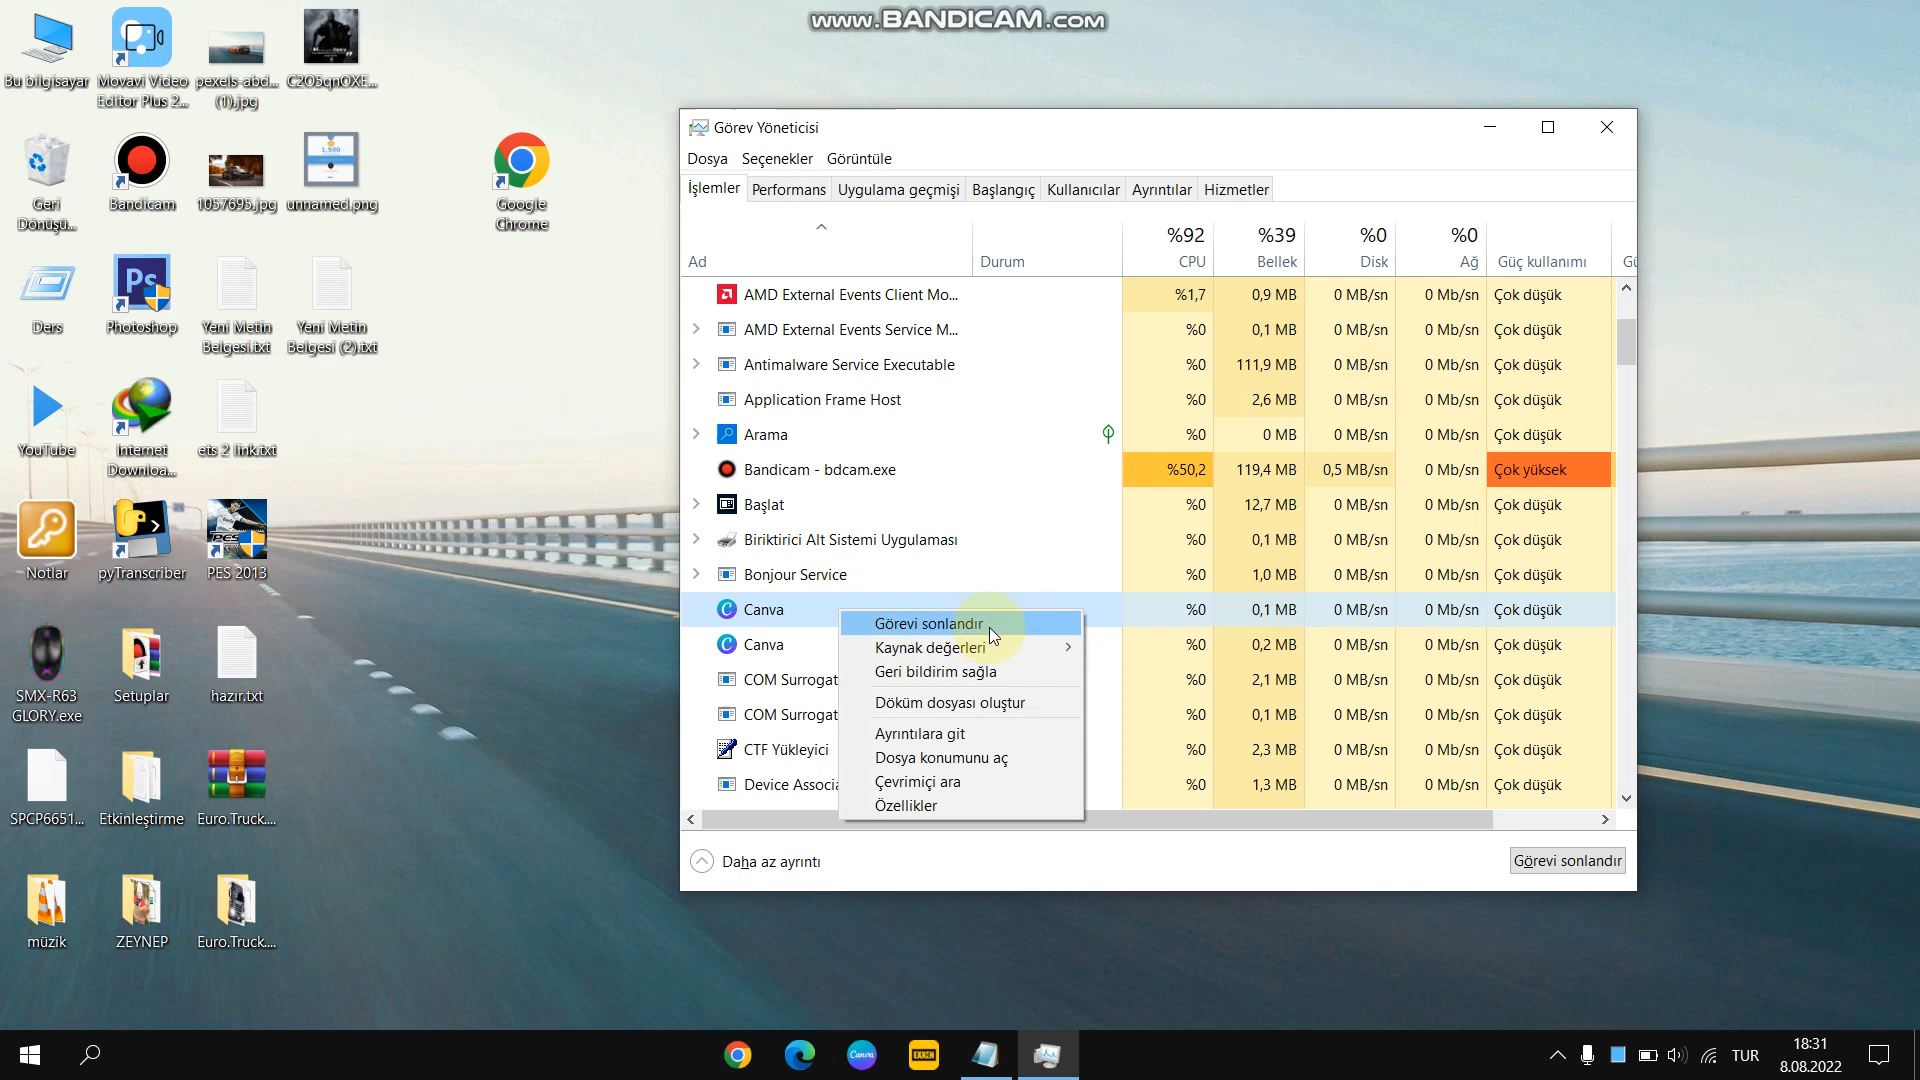 www.BANDICAM.com
Bu bilgisayar
Movavi Video
Editor Plus 2...
pexels-abd...
(1).jpg
C2O5qnOXE...
Geri
Dönüşü...
Bandicam
1057695.jpg
unnamed.png
Google
Chrome
Ders
Ps
Photoshop
Yeni Metin
Belgesi.txt
Yeni Metin
Belgesi (2).txt
YouTube
Internet
Downloa...
ets 2 link.txt
Notlar
pyTranscriber
PES 2013
SMX-R63
GLORY.exe
Setuplar
hazır.txt
SPCP6651...
Etkinleştirme
Euro.Truck....
müzik
ZEYNEP
Euro.Truck....
Görev Yöneticisi
Dosya Seçenekler Görüntüle
İşlemler Performans Uygulama geçmişi Başlangıç Kullanıcılar Ayrıntılar Hizmetler
%92 %39 %0 %0
Ad Durum CPU Bellek Disk Ağ Güç kullanımı Gü
AMD External Events Client Mo... %1,7 0,9 MB 0 MB/sn 0 Mb/sn Çok düşük
AMD External Events Service M... %0 0,1 MB 0 MB/sn 0 Mb/sn Çok düşük
Antimalware Service Executable %0 111,9 MB 0 MB/sn 0 Mb/sn Çok düşük
Application Frame Host %0 2,6 MB 0 MB/sn 0 Mb/sn Çok düşük
Arama %0 0 MB 0 MB/sn 0 Mb/sn Çok düşük
Bandicam - bdcam.exe %50,2 119,4 MB 0,5 MB/sn 0 Mb/sn Çok yüksek
Başlat %0 12,7 MB 0 MB/sn 0 Mb/sn Çok düşük
Biriktirici Alt Sistemi Uygulaması %0 0,1 MB 0 MB/sn 0 Mb/sn Çok düşük
Bonjour Service %0 1,0 MB 0 MB/sn 0 Mb/sn Çok düşük
Canva %0 0,1 MB 0 MB/sn 0 Mb/sn Çok düşük
Canva %0 0,2 MB 0 MB/sn 0 Mb/sn Çok düşük
COM Surrogat %0 2,1 MB 0 MB/sn 0 Mb/sn Çok düşük
COM Surrogat %0 0,1 MB 0 MB/sn 0 Mb/sn Çok düşük
CTF Yükleyici %0 2,3 MB 0 MB/sn 0 Mb/sn Çok düşük
Device Associa %0 1,3 MB 0 MB/sn 0 Mb/sn Çok düşük
Görevi sonlandır
Kaynak değerleri
Geri bildirim sağla
Döküm dosyası oluştur
Ayrıntılara git
Dosya konumunu aç
Çevrimiçi ara
Özellikler
Daha az ayrıntı
Görevi sonlandır
Canva
EXXEN
TUR
18:31
8.08.2022